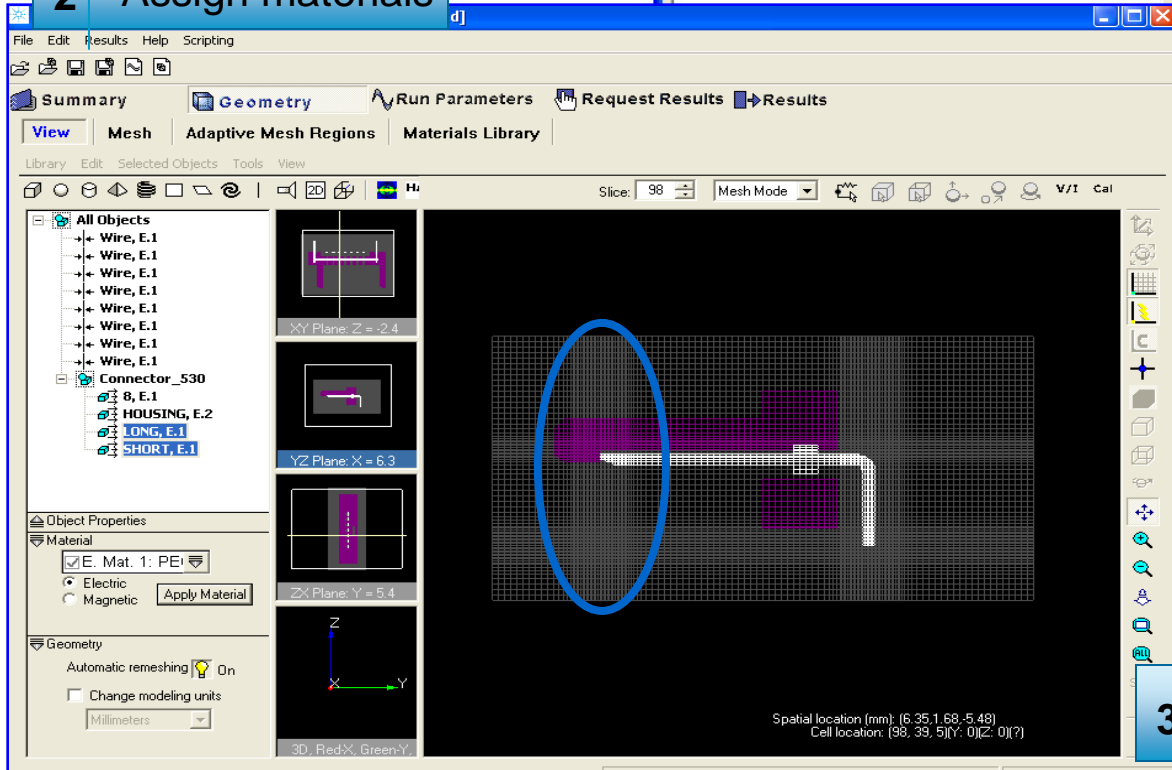 2 Assign materials
d]
File Edit Results Help Scripting
Summary Geometry Run Parameters Request Results Results
View Mesh Adaptive Mesh Regions Materials Library
Library Edit Selected Objects Tools View
2D Slice: 98 Mesh Mode V/I Cal
All Objects
Wire, E.1
Wire, E.1
Wire, E.1
Wire, E.1
Wire, E.1
Wire, E.1
Wire, E.1
Wire, E.1
Connector_530
8, E.1
HOUSING, E.2
LONG, E.1
SHORT, E.1
XY Plane: Z = -2.4
YZ Plane: X = 6.3
ZX Plane: Y = 5.4
Z
X Y
3D, Red-X, Green-Y,
Object Properties
Material
E. Mat. 1: PE
Electric
Magnetic Apply Material
Geometry
Automatic remeshing On
Change modeling units
Millimeters
ALL
3
Spatial location (mm): (6.35,1.68,-5.48)
Cell location: (98, 39, 5)(Y: 0)(Z: 0)(?)